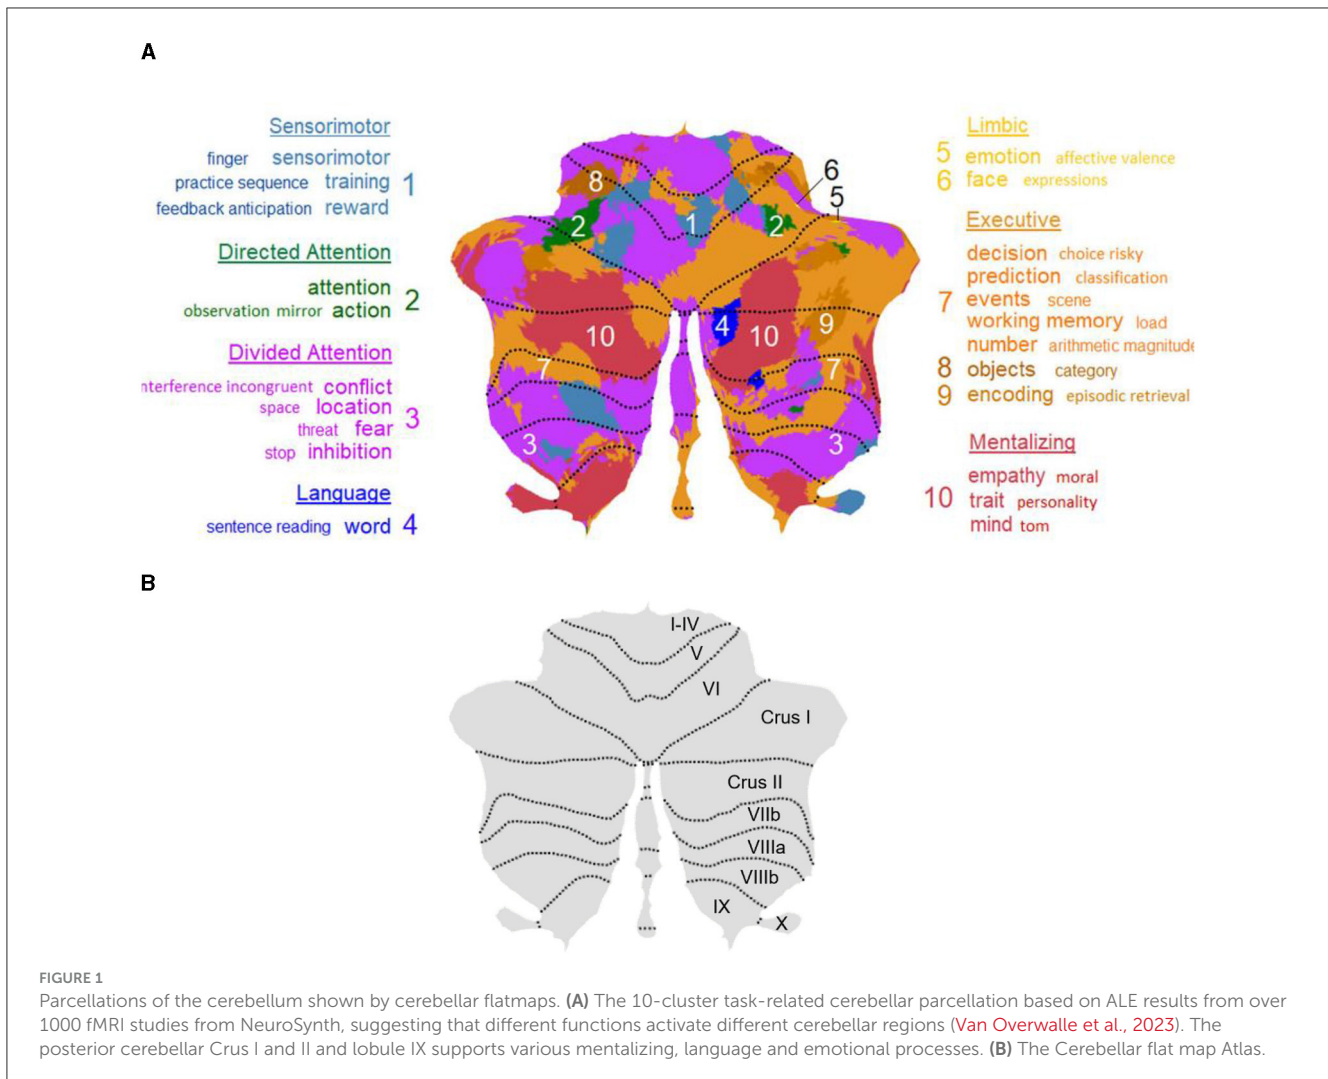 A
Sensorimotor
finger sensorimotor
practice sequence training 1
feedback anticipation reward
Directed Attention
attention
observation mirror action 2
Divided Attention
nterference incongruent conflict
space location 3
threat fear
stop inhibition
Language
sentence reading word 4
8
2
1
2
6
5
10
4
10
9
7
7
3
3
Limbic
5 emotion affective valence
6 face expressions
Executive
decision choice risky
prediction classification
7 events scene
working memory load
number arithmetic magnitude
8 objects category
9 encoding episodic retrieval
Mentalizing
empathy moral
10 trait personality
mind tom
B
I-IV
V
VI
Crus I
Crus II
VIIb
VIIIa
VIIIb
IX
X
FIGURE 1
Parcellations of the cerebellum shown by cerebellar flatmaps. (A) The 10-cluster task-related cerebellar parcellation based on ALE results from over
1000 fMRI studies from NeuroSynth, suggesting that different functions activate different cerebellar regions (Van Overwalle et al., 2023). The
posterior cerebellar Crus I and II and lobule IX supports various mentalizing, language and emotional processes. (B) The Cerebellar flat map Atlas.